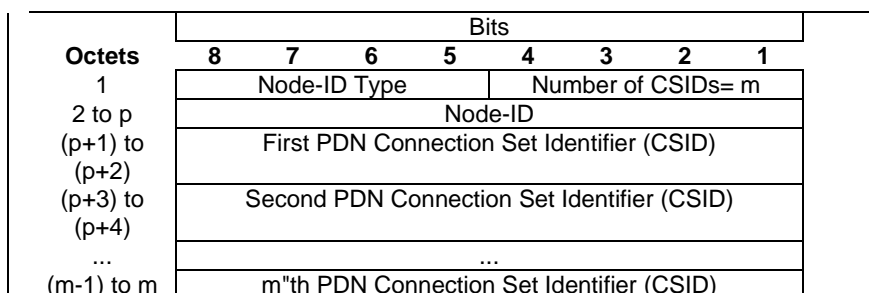 Bits
Octets 8 7 6 5 4 3 2 1
1 Node-ID Type Number of CSIDs= m
2 to p Node-ID
(p+1) to First PDN Connection Set Identifier (CSID)
(p+2)
(p+3) to Second PDN Connection Set Identifier (CSID)
(p+4)
... ...
(m-1) to m m"th PDN Connection Set Identifier (CSID)